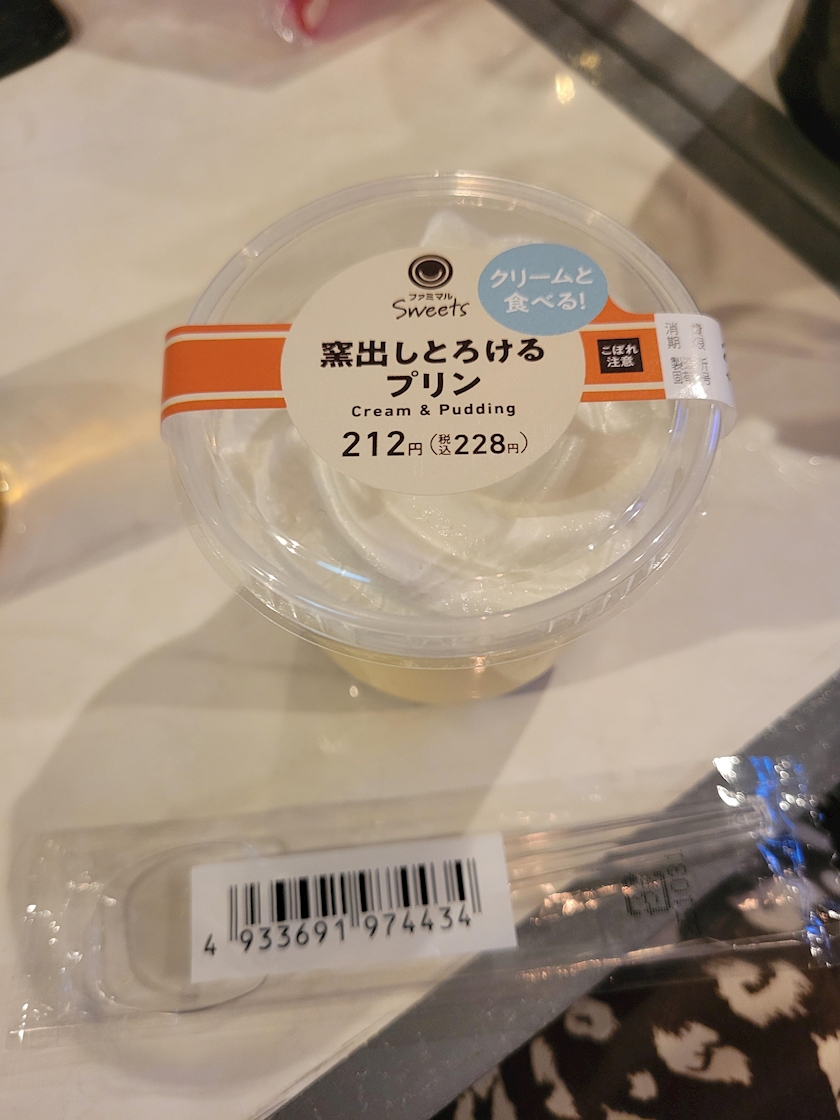 ファミマル
Sweets
クリームと
食べる!
窯出しとろける
プリン
Cream & Pudding
212円(税込228円)
こぼれ
注意
消費
期限
製造所
固有記号
4 933691 974434